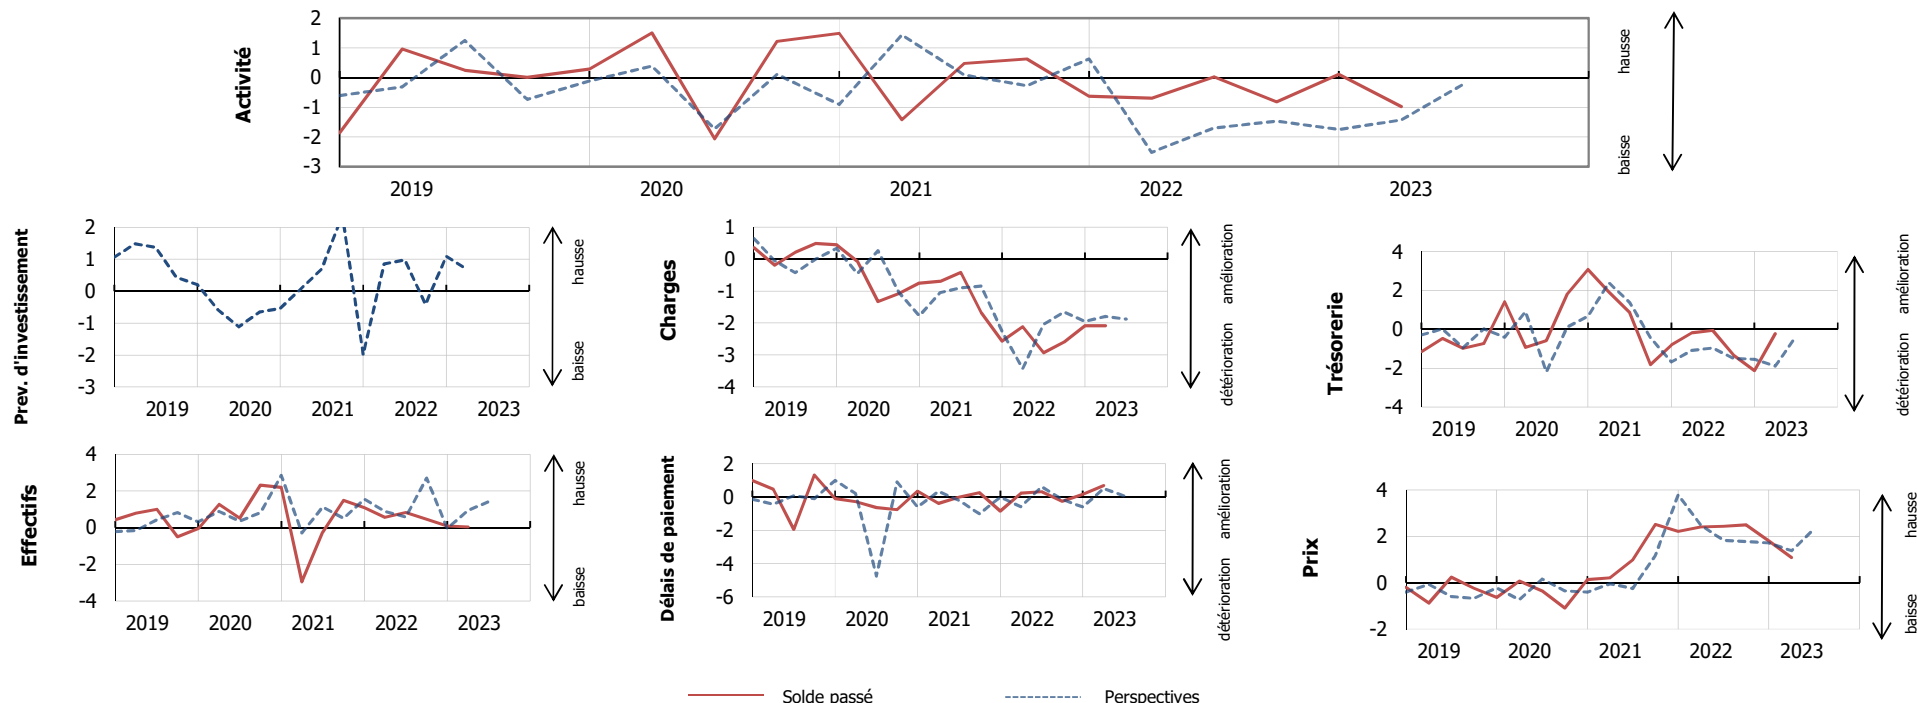 Activité
2
1
0
-1
-2
-3
2019 2020 2021 2022 2023
hausse
baisse
Prev. d'investissement
2
1
0
-1
-2
-3
2019 2020 2021 2022 2023
hausse
baisse
Charges
1
0
-1
-2
-3
-4
2019 2020 2021 2022 2023
amélioration
détérioration
Trésorerie
4
2
0
-2
-4
2019 2020 2021 2022 2023
amélioration
détérioration
Effectifs
4
2
0
-2
-4
2019 2020 2021 2022 2023
hausse
baisse
Délais de paiement
2
0
-2
-4
-6
2019 2020 2021 2022 2023
amélioration
détérioration
Prix
4
2
0
-2
2019 2020 2021 2022 2023
hausse
baisse
Solde passé Perspectives